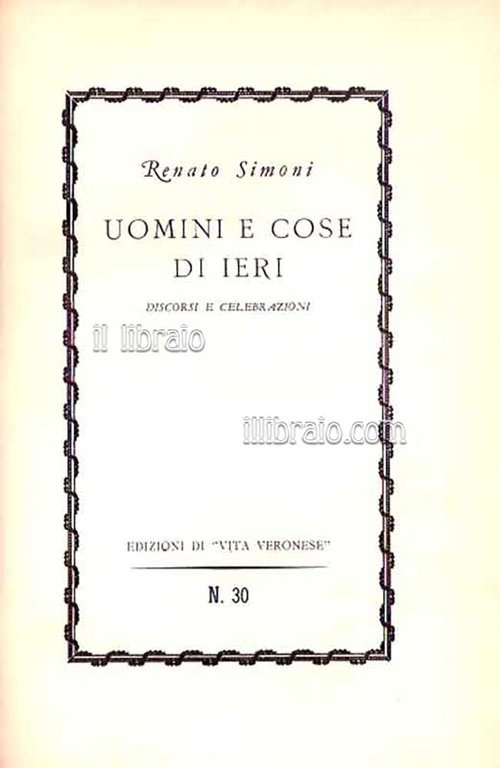 Renato Simoni
UOMINI E COSE
DI IERI
DISCORSI E CELEBRAZIONI
il libraio
illibraio.com
EDIZIONI DI "VITA VERONESE"
N. 30